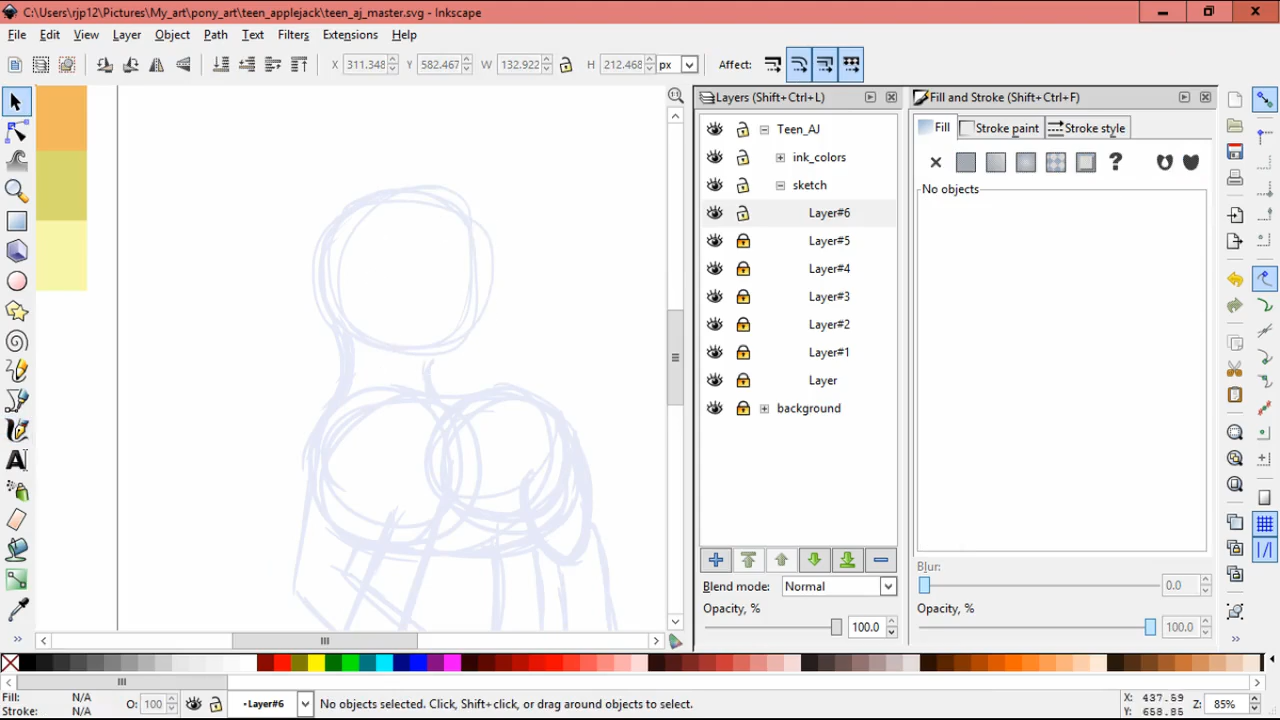 C:\Users\rjp12\Pictures\My_art\pony_art\teen_applejack\teen_aj_master.svg - Inkscape
File Edit View Layer Object Path Text Filters Extensions Help
X 311.348 Y 582.467 W 132.922 H 212.468 px Affect:
Layers (Shift+Ctrl+L) Fill and Stroke (Shift+Ctrl+F)
Teen_AJ
ink_colors
sketch
Layer#6
Layer#5
Layer#4
Layer#3
Layer#2
Layer#1
Layer
background
Fill Stroke paint Stroke style
No objects
Blend mode: Normal
Opacity, % 100.0
Blur: 0.0
Opacity, % 100.0
Fill: N/A
Stroke: N/A
O: 100 •Layer#6 No objects selected. Click, Shift+click, or drag around objects to select.
X: 437.59
Y: 658.85
Z: 85%